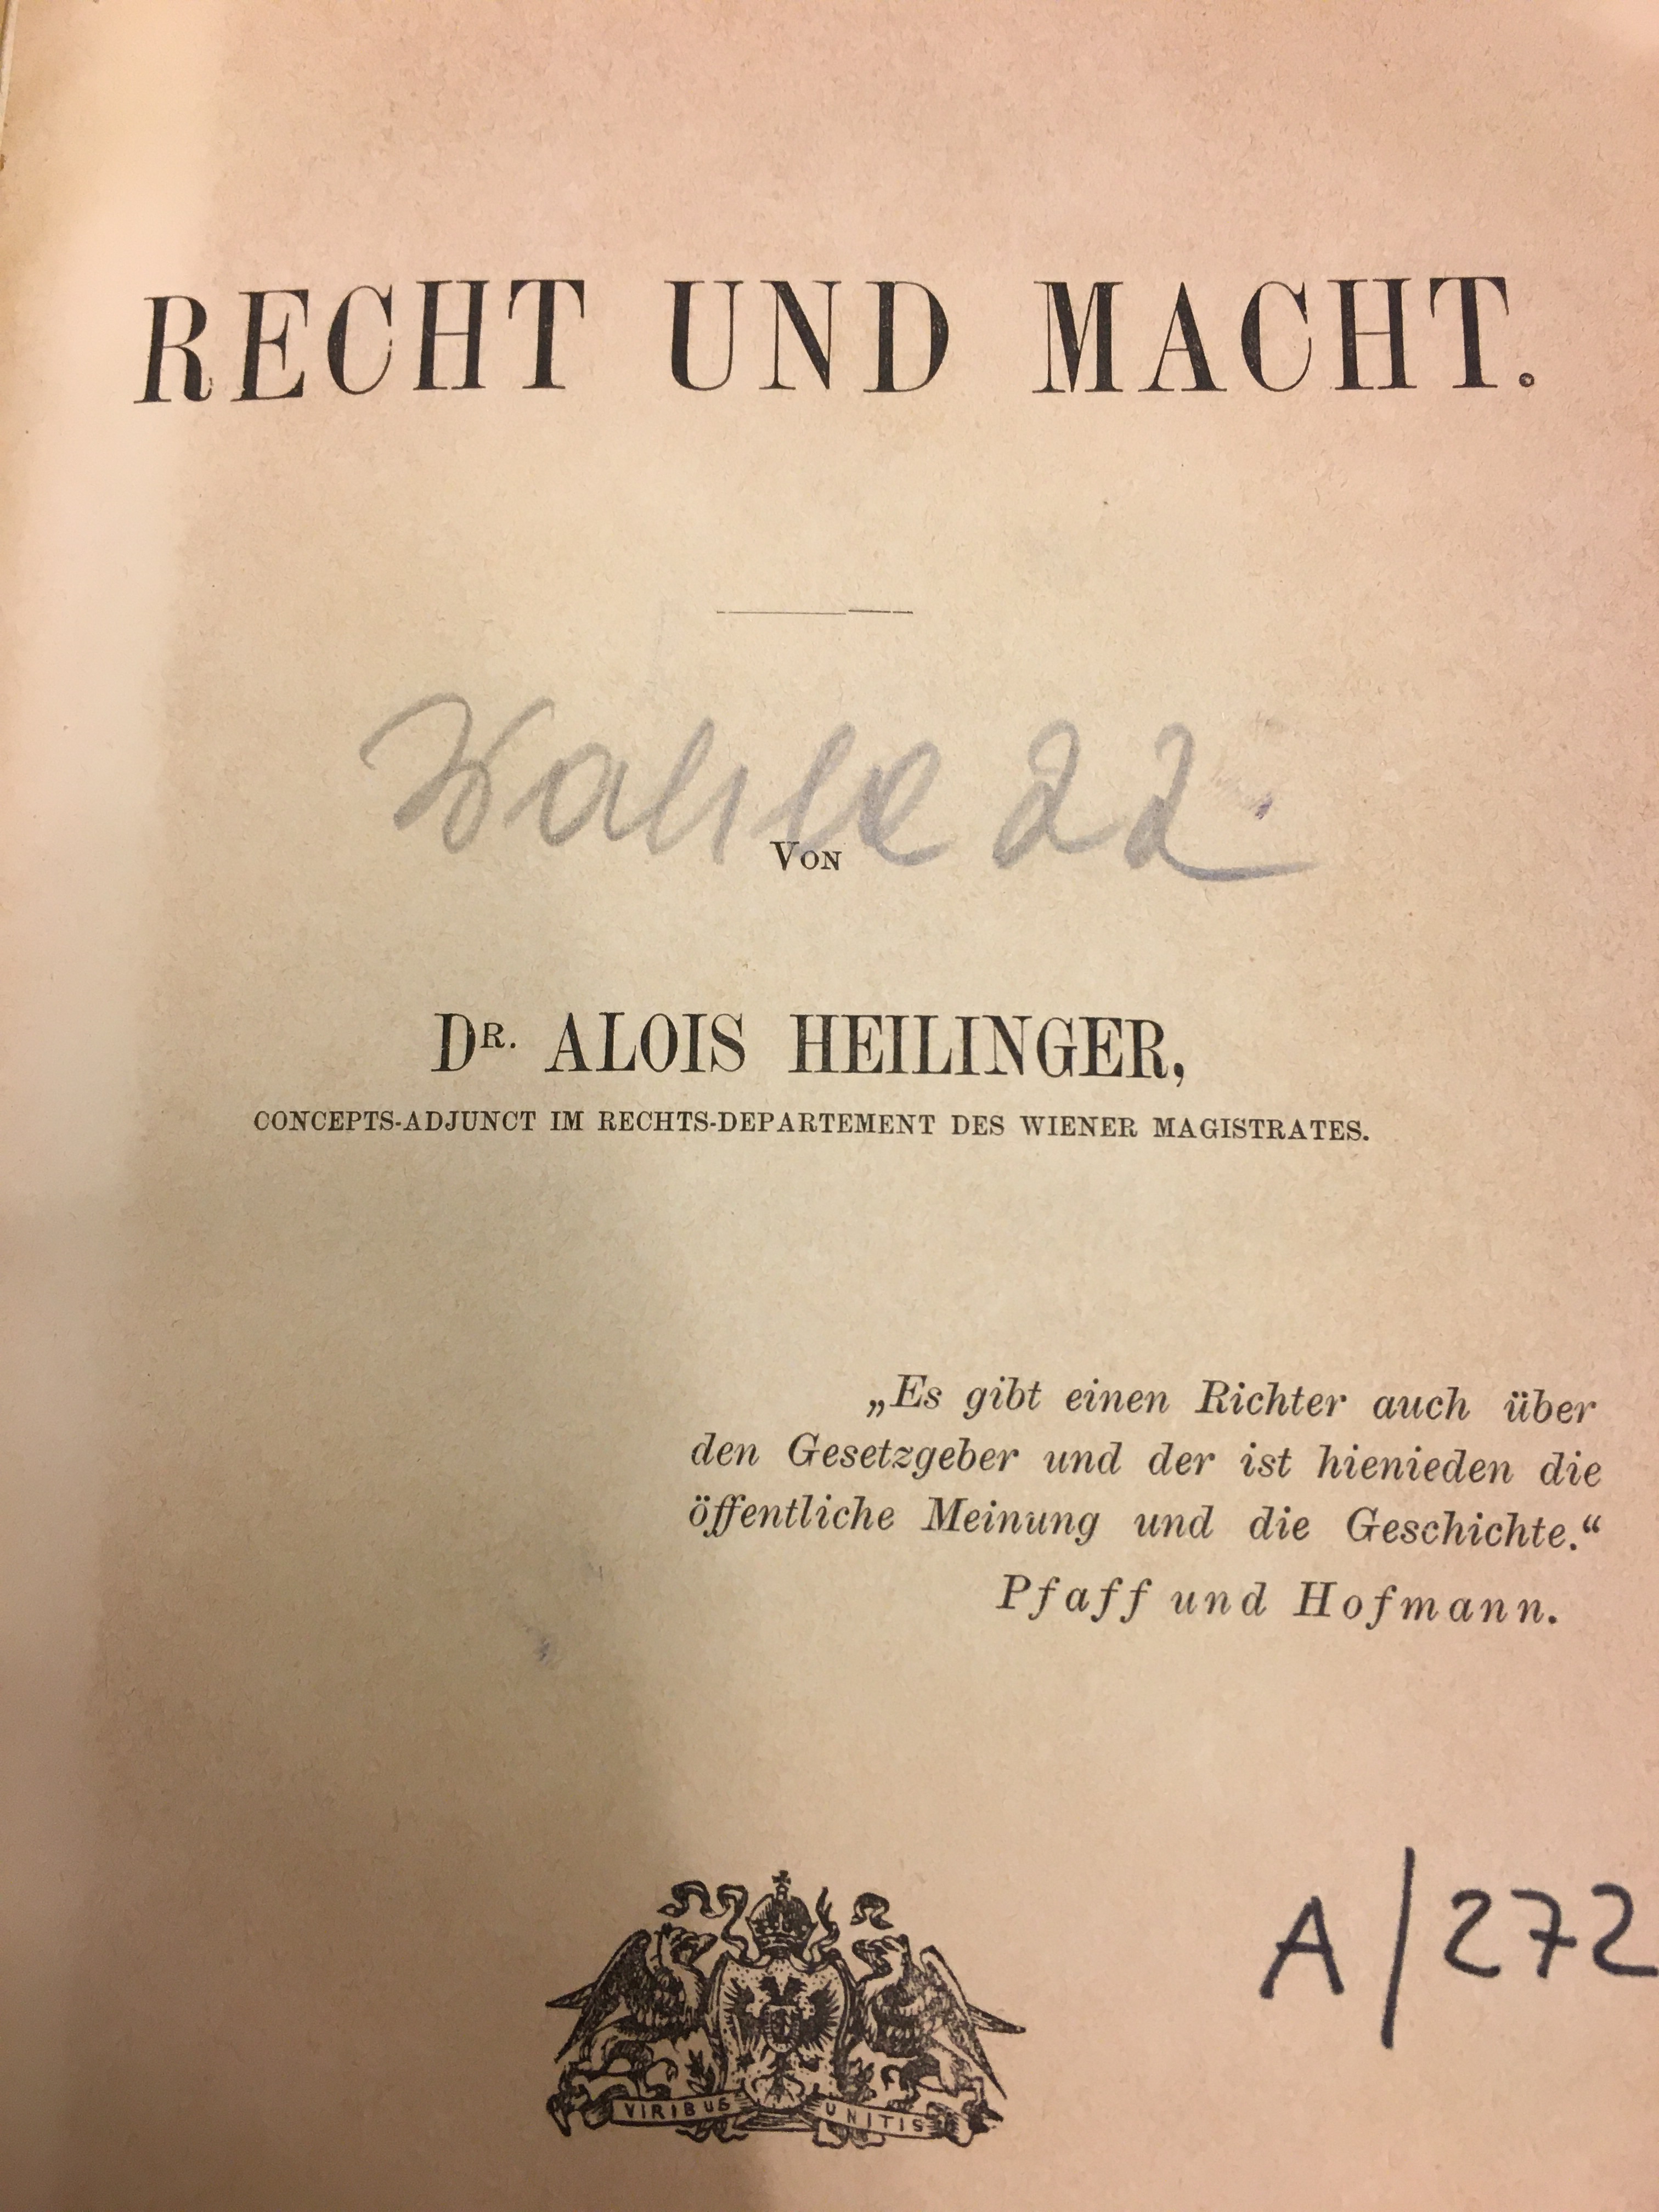 RECHT UND MACHT.
Wahle 22
VON
DR. ALOIS HEILINGER,
CONCEPTS-ADJUNCT IM RECHTS-DEPARTEMENT DES WIENER MAGISTRATES.
„Es gibt einen Richter auch über
den Gesetzgeber und der ist hienieden die
öffentliche Meinung und die Geschichte.“
Pfaff und Hofmann.
A/272
VIRIBUS UNITIS